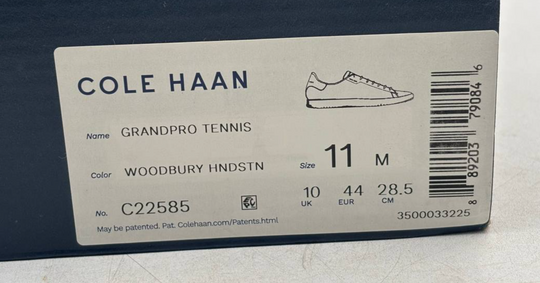 COLE HAAN
Name GRANDPRO TENNIS
Color WOODBURY HNDSTN
Size 11 M
No. C22585
10 44 28.5
UK EUR CM
May be patented. Pat. Colehaan.com/Patents.html
3500033225
8 89203 79084 6